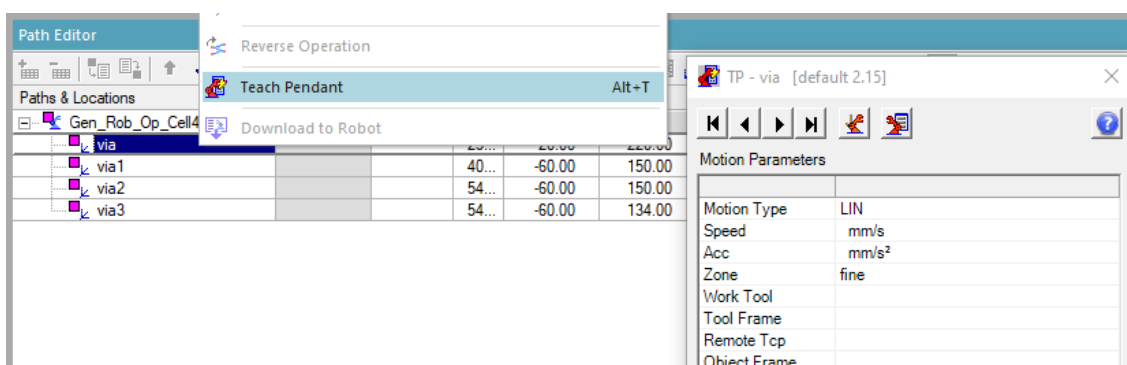 Path Editor
Reverse Operation
Teach Pendant Alt+T
Paths & Locations
Gen_Rob_Op_Cell4
Download to Robot
via
via1 40... -60.00 150.00
via2 54... -60.00 150.00
via3 54... -60.00 134.00
TP - via [default 2.15]
Motion Parameters
Motion Type LIN
Speed mm/s
Acc mm/s²
Zone fine
Work Tool
Tool Frame
Remote Tcp
Object Frame